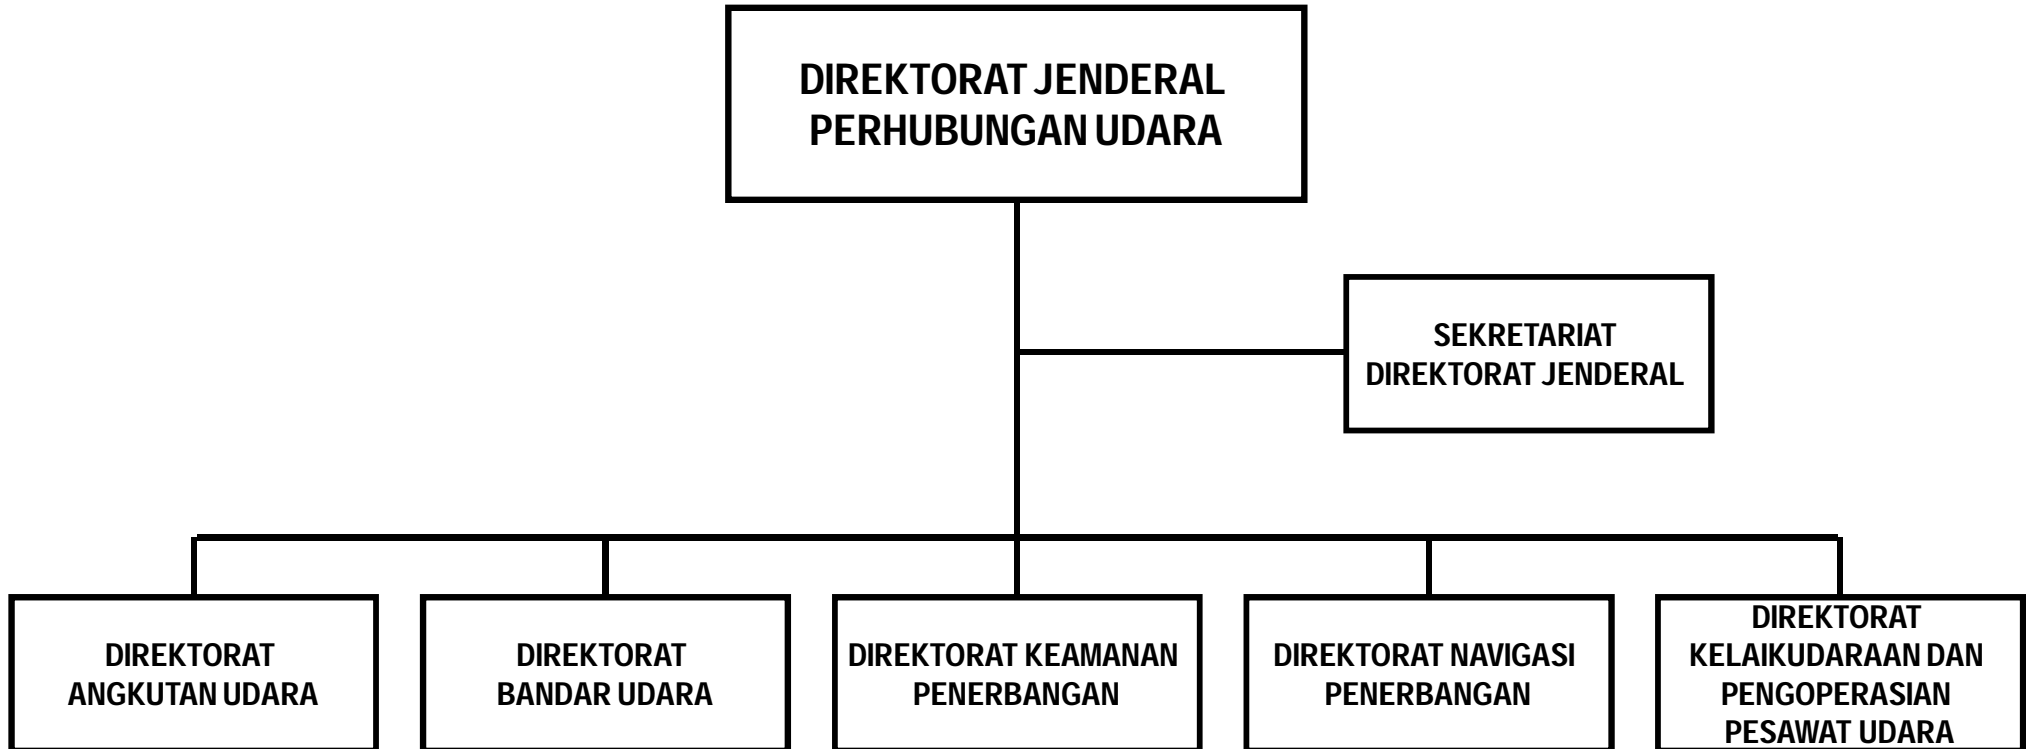 DIREKTORAT JENDERAL
PERHUBUNGAN UDARA
SEKRETARIAT
DIREKTORAT JENDERAL
DIREKTORAT
ANGKUTAN UDARA
DIREKTORAT
BANDAR UDARA
DIREKTORAT KEAMANAN
PENERBANGAN
DIREKTORAT NAVIGASI
PENERBANGAN
DIREKTORAT
KELAIKUDARAAN DAN
PENGOPERASIAN
PESAWAT UDARA